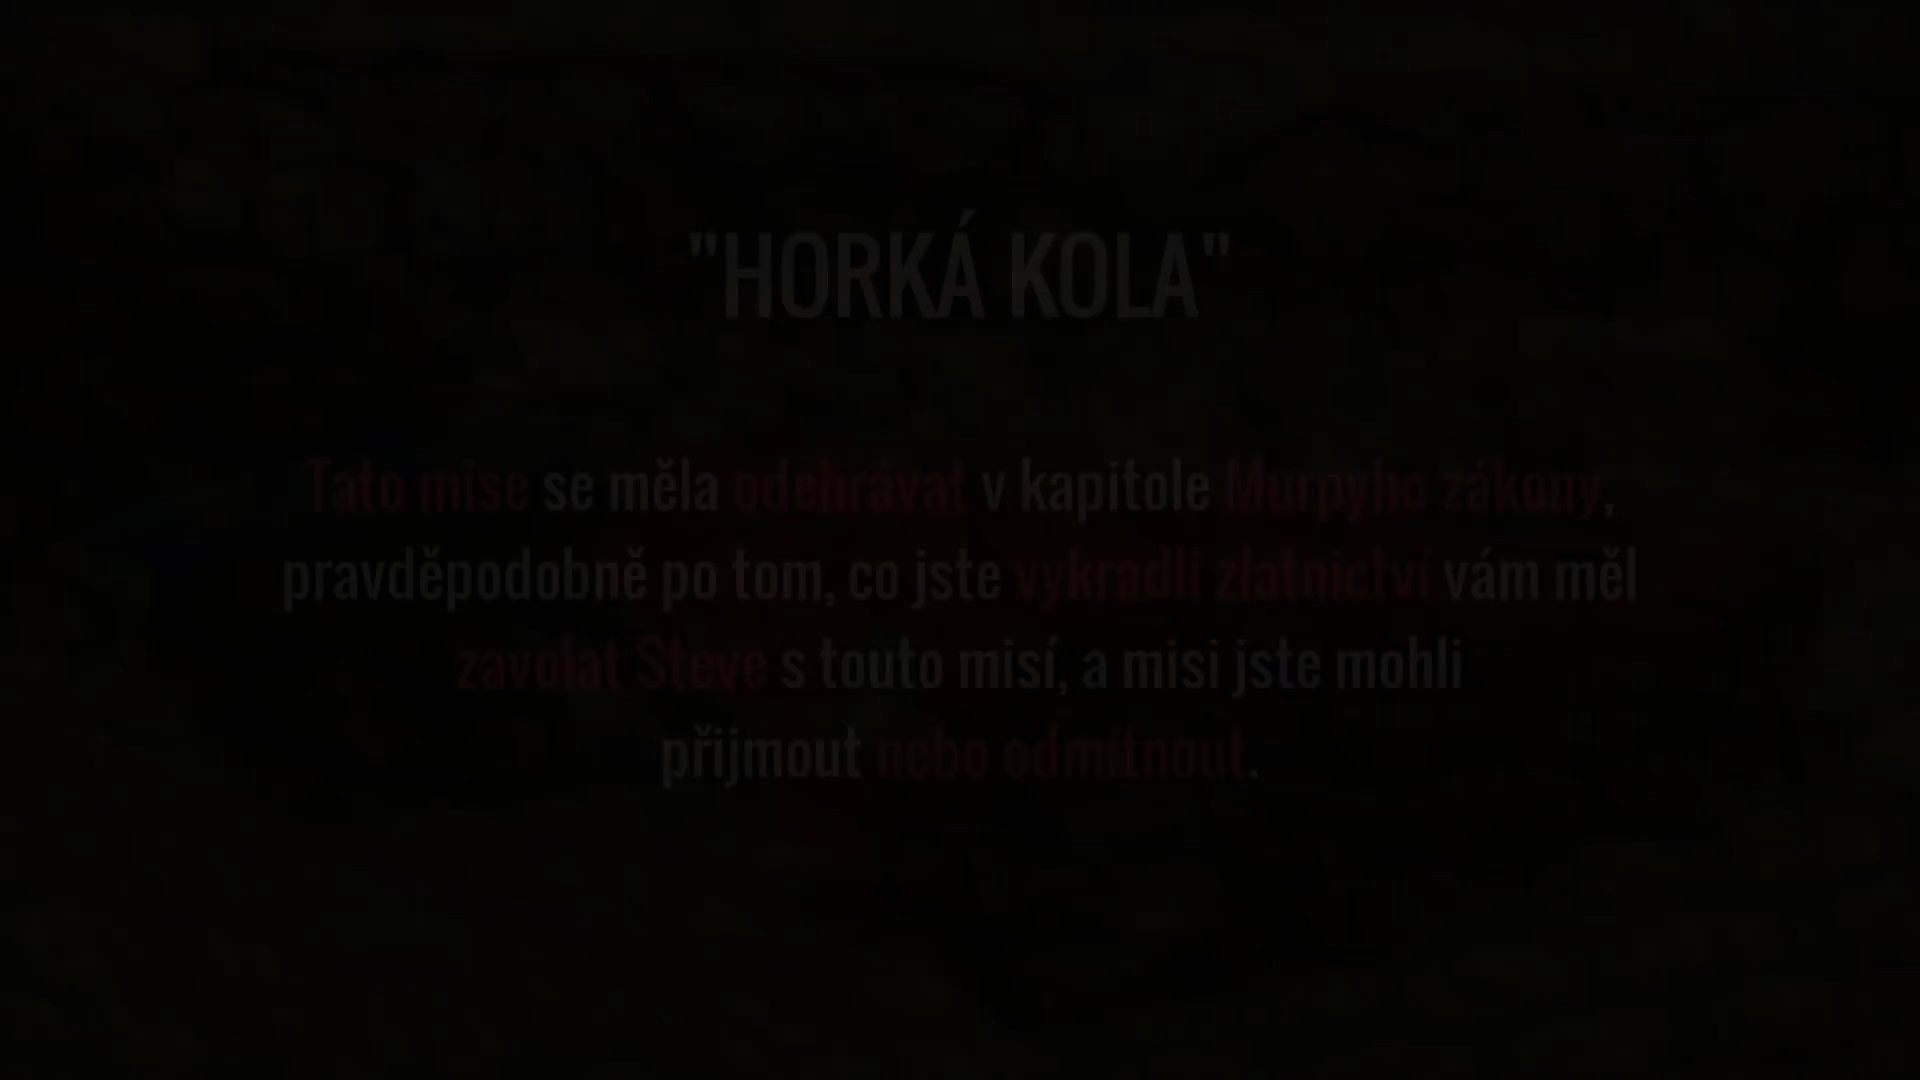 "HORKÁ KOLA"
Tato mise se měla odehrávat v kapitole Murpyho zákony,
pravděpodobně po tom, co jste vykradli zlatnictví vám měl
zavolat Steve s touto misí, a misi jste mohli
přijmout nebo odmítnout.